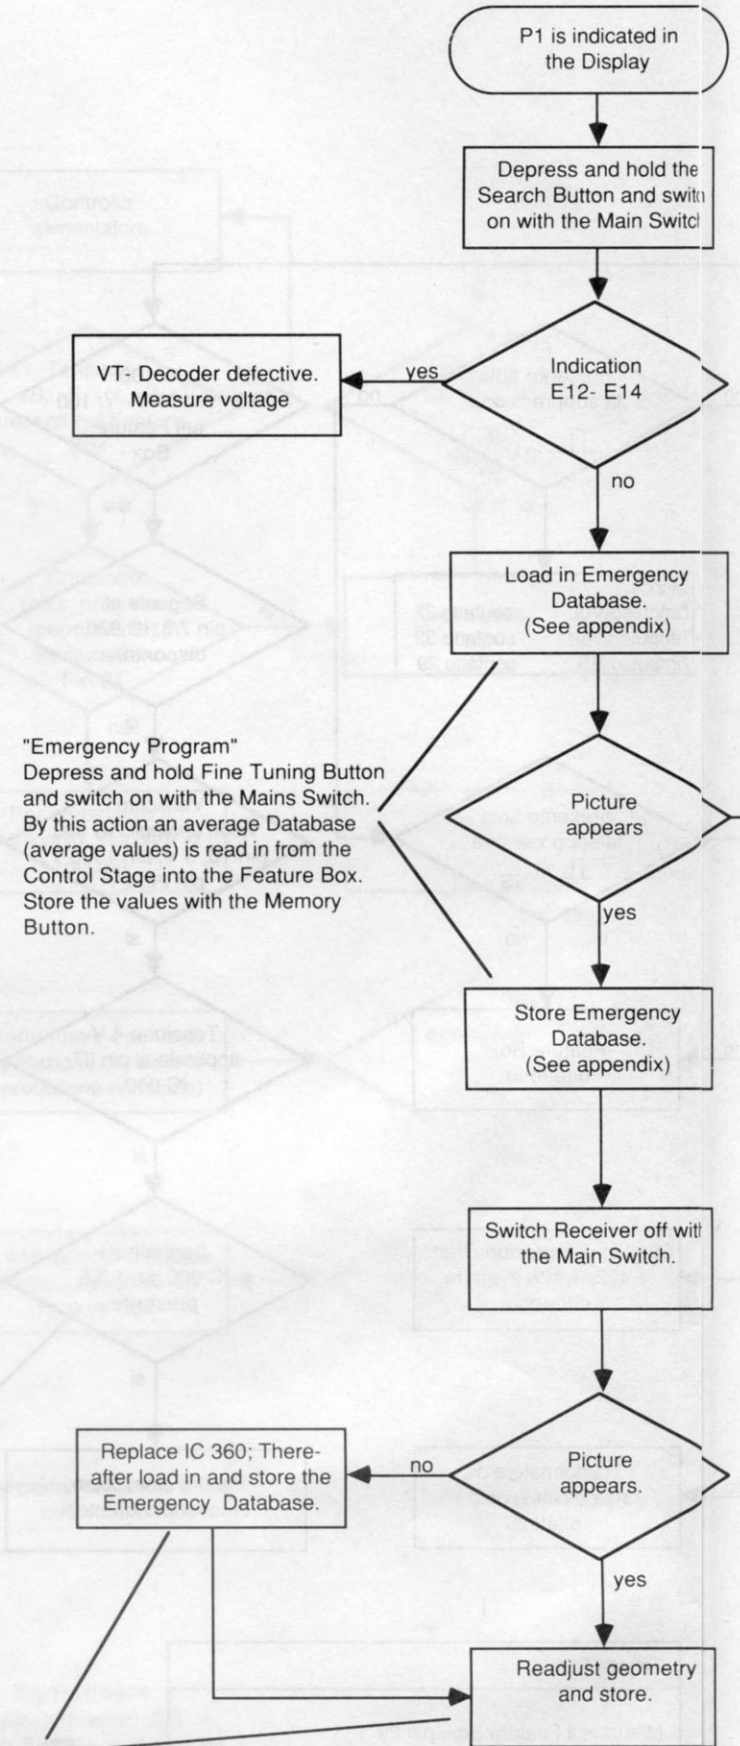 P1 is indicated in
the Display
Depress and hold the
Search Button and switch
on with the Main Switch
Indication
E12- E14
yes
VT- Decoder defective.
Measure voltage
no
Load in Emergency
Database.
(See appendix)
"Emergency Program"
Depress and hold Fine Tuning Button
and switch on with the Mains Switch.
By this action an average Database
(average values) is read in from the
Control Stage into the Feature Box.
Store the values with the Memory
Button.
Picture
appears
yes
Store Emergency
Database.
(See appendix)
Switch Receiver off with
the Main Switch.
Picture
appears.
no
Replace IC 360; There-
after load in and store the
Emergency Database.
yes
Readjust geometry
and store.